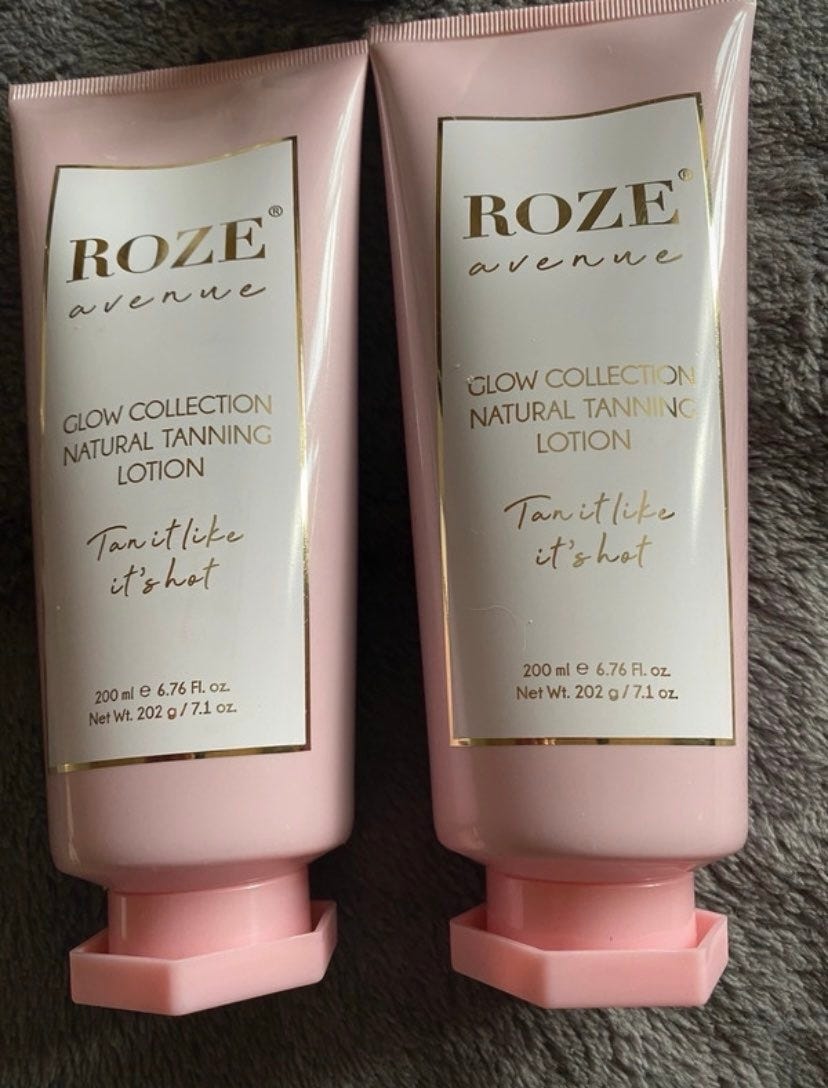 ROZE®
avenue
GLOW COLLECTION
NATURAL TANNING
LOTION
Tan it like
it's hot
200 ml e 6.76 Fl. oz.
Net Wt. 202 g / 7.1 oz.
ROZE®
avenue
GLOW COLLECTION
NATURAL TANNING
LOTION
Tan it like
it's hot
200 ml e 6.76 Fl. oz.
Net Wt. 202 g / 7.1 oz.